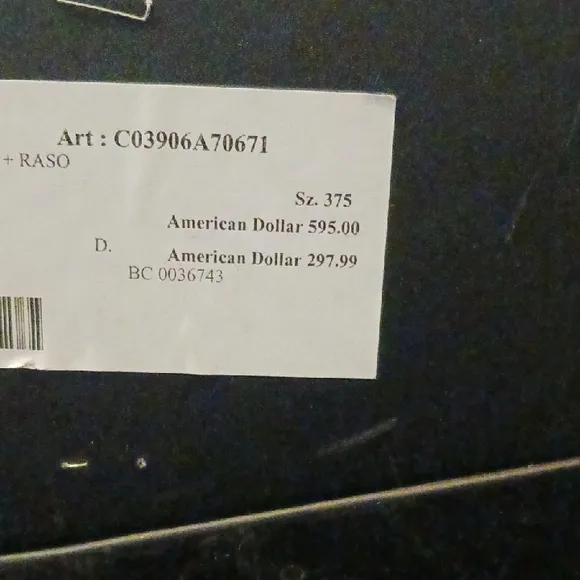 Art : C03906A70671
+ RASO
Sz. 375
American Dollar 595.00
D.
American Dollar 297.99
BC 0036743